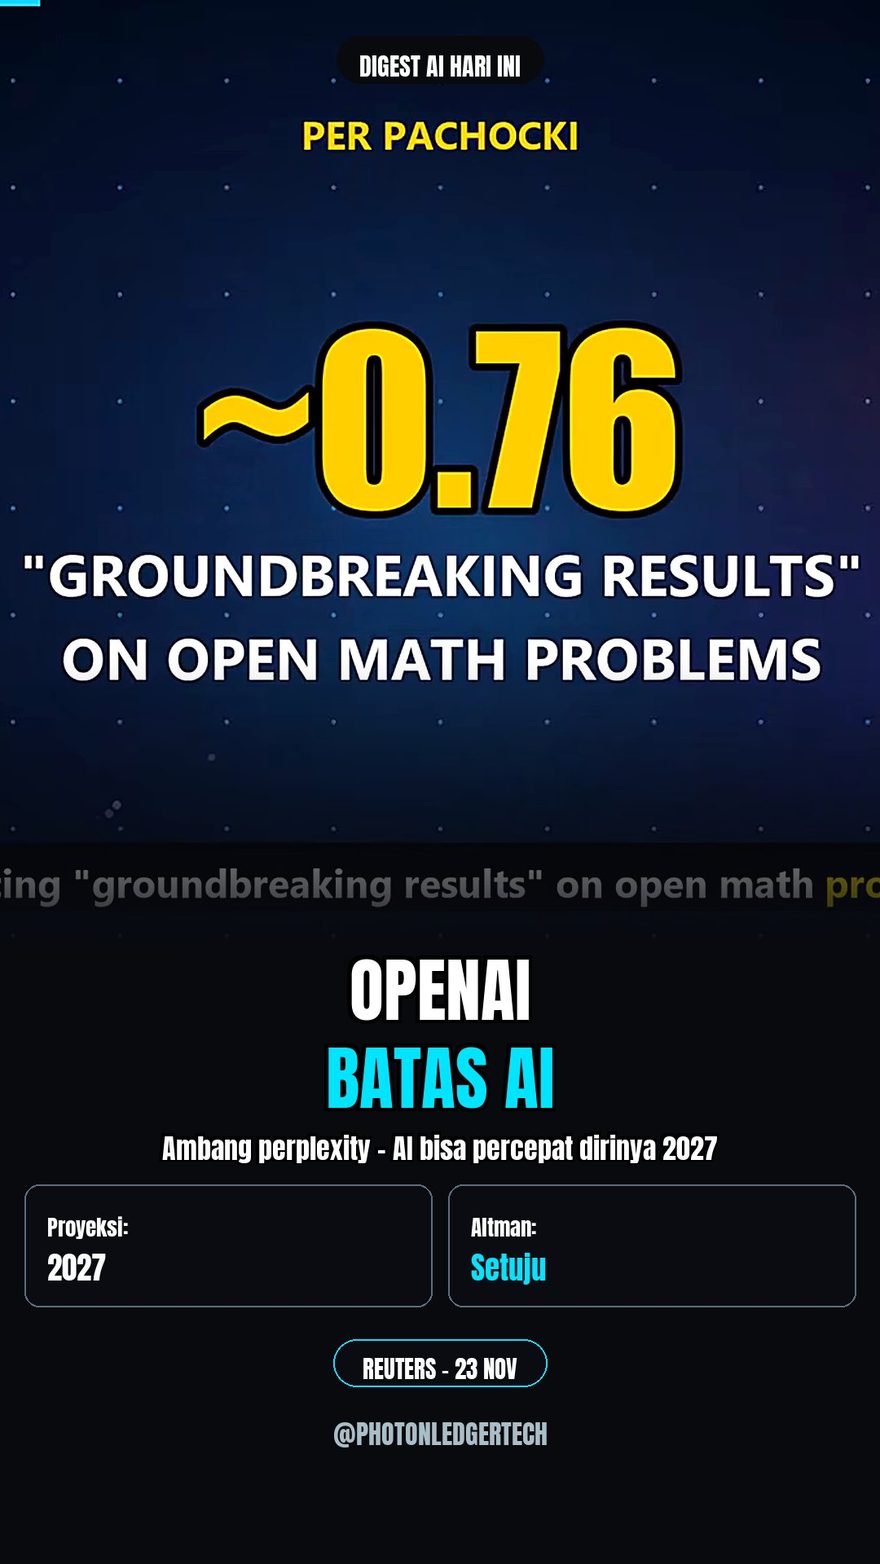 DIGEST AI HARI INI
PER PACHOCKI
~0.76
"GROUNDBREAKING RESULTS"
ON OPEN MATH PROBLEMS
"groundbreaking results" on open math
OPENAI
BATAS AI
Ambang perplexity - AI bisa percepat dirinya 2027
Proyeksi:
2027
Altman:
Setuju
REUTERS - 23 NOV
@PHOTONLEDGERTECH